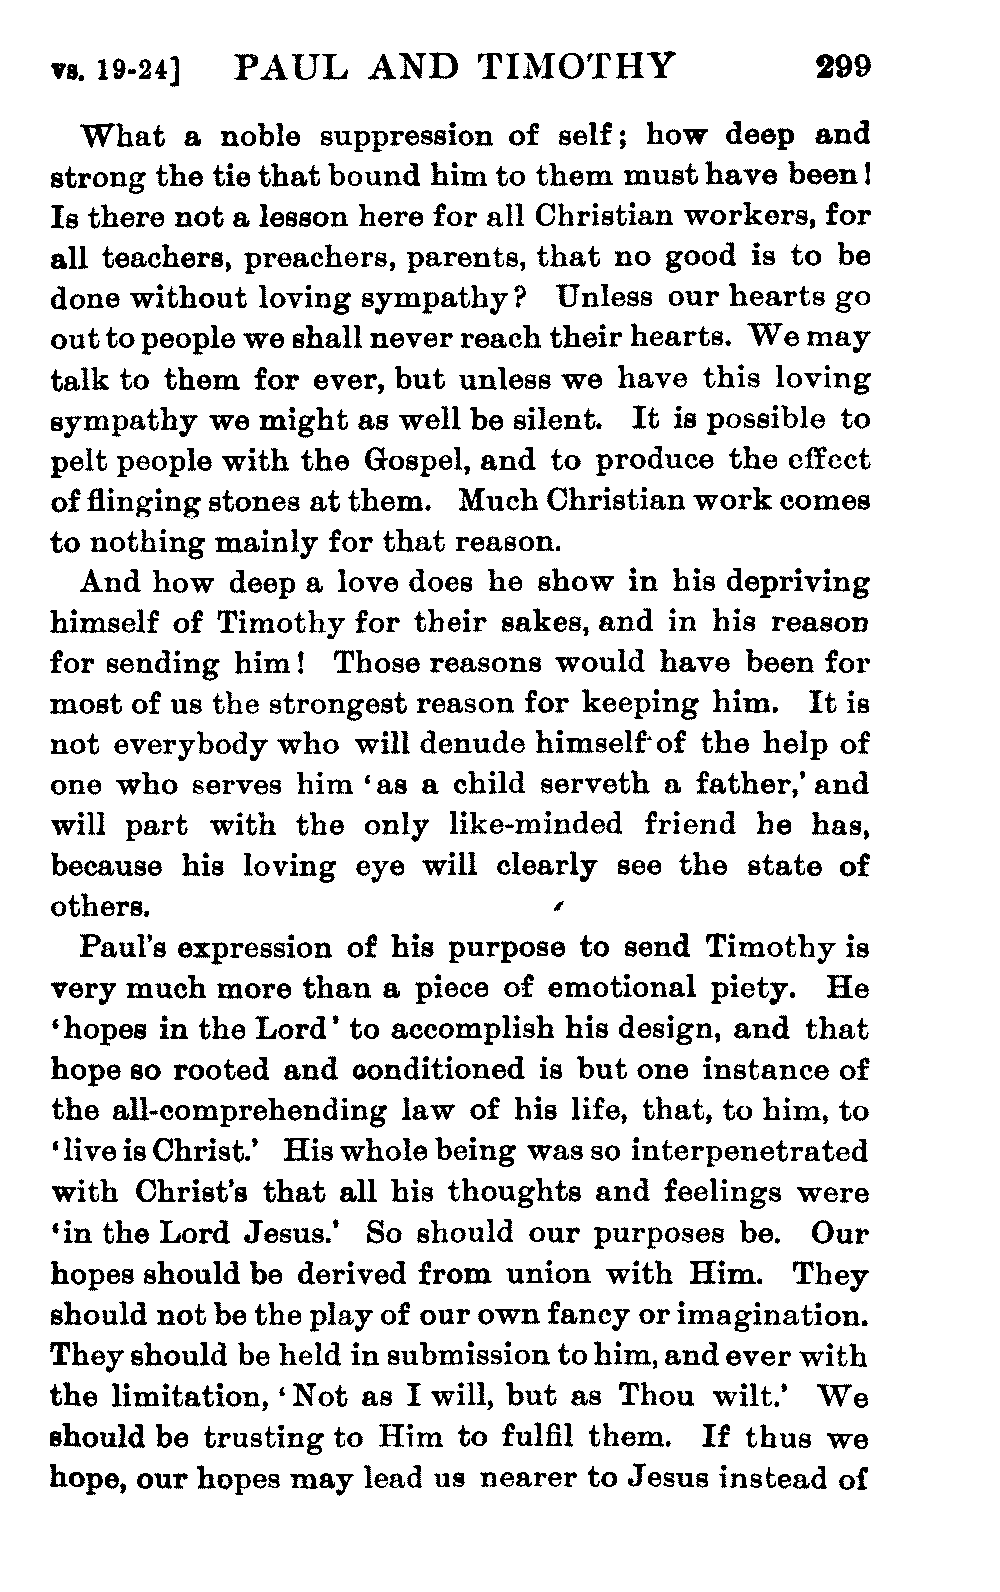 vs. 19-24] PAUL AND TIMOTHY 299
What a noble suppression of self; how deep and
strong the tie that bound him to them must have been!
Is there not a lesson here for all Christian workers, for
all teachers, preachers, parents, that no good is to be
done without loving sympathy? Unless our hearts go
out to people we shall never reach their hearts. We may
talk to them for ever, but unless we have this loving
sympathy we might as well be silent. It is possible to
pelt people with the Gospel, and to produce the effect
of flinging stones at them. Much Christian work comes
to nothing mainly for that reason.
And how deep a love does he show in his depriving
himself of Timothy for their sakes, and in his reason
for sending him! Those reasons would have been for
most of us the strongest reason for keeping him. It is
not everybody who will denude himself of the help of
one who serves him ‘as a child serveth a father,’ and
will part with the only like-minded friend he has,
because his loving eye will clearly see the state of
others.
Paul’s expression of his purpose to send Timothy is
very much more than a piece of emotional piety. He
‘hopes in the Lord’ to accomplish his design, and that
hope so rooted and conditioned is but one instance of
the all-comprehending law of his life, that, to him, to
‘live is Christ.’ His whole being was so interpenetrated
with Christ’s that all his thoughts and feelings were
‘in the Lord Jesus.’ So should our purposes be. Our
hopes should be derived from union with Him. They
should not be the play of our own fancy or imagination.
They should be held in submission to him, and ever with
the limitation, ‘Not as I will, but as Thou wilt.’ We
should be trusting to Him to fulfil them. If thus we
hope, our hopes may lead us nearer to Jesus instead of